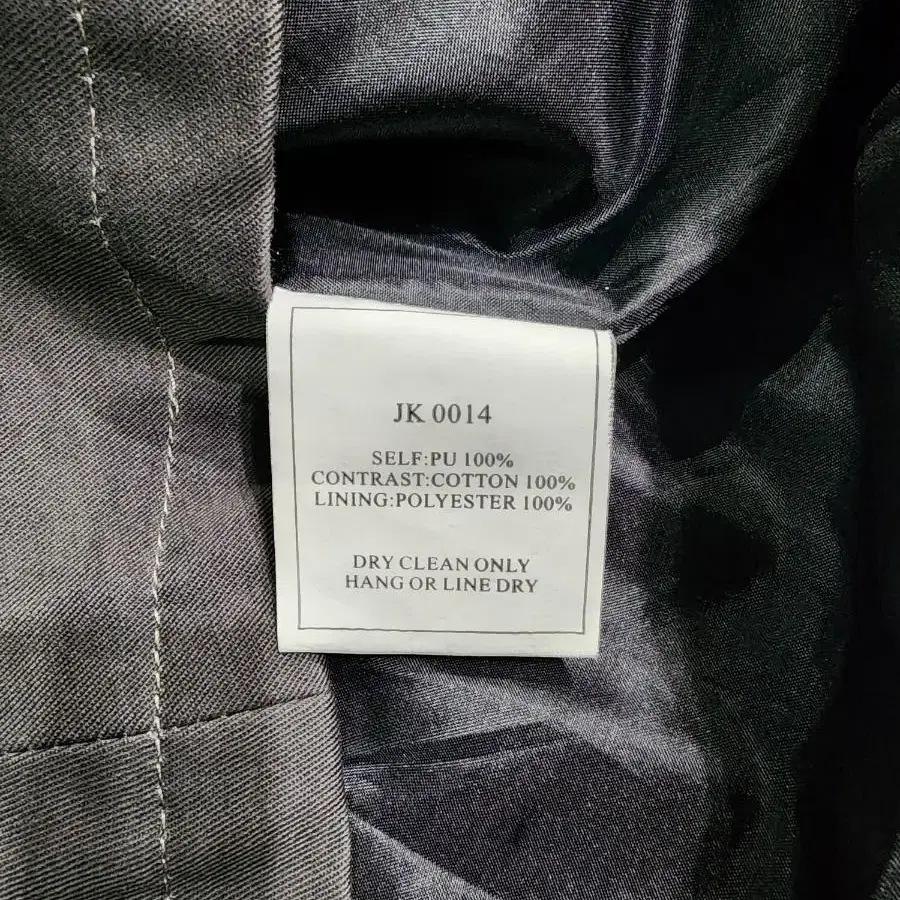 JK 0014
SELF:PU 100%
CONTRAST:COTTON 100%
LINING:POLYESTER 100%
DRY CLEAN ONLY
HANG OR LINE DRY